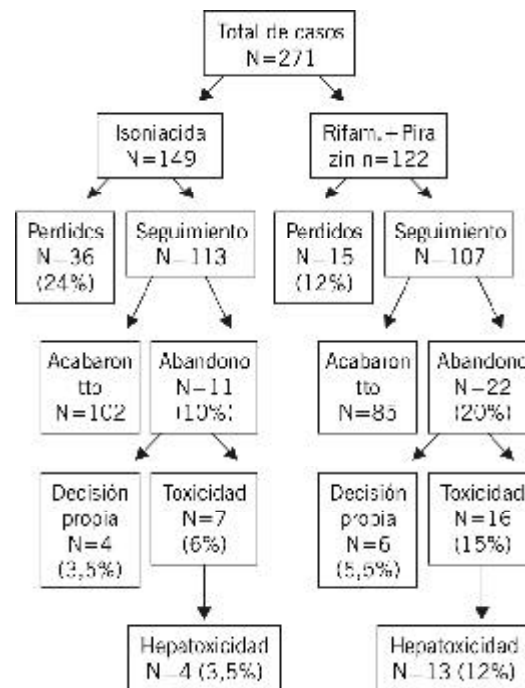 Total de casos
N=271
Isoniacida
N=149
Rifam.+Pira
zin n=122
Perdidos
N=36
(24%)
Seguimiento
N=113
Perdidos
N=15
(12%)
Seguimiento
N=107
Acabaron
tto
N=102
Abandono
N=11
(10%)
Acabaron
tto
N=85
Abandono
N=22
(20%)
Decisión
propia
N=4
(3,5%)
Toxicidad
N=7
(6%)
Decisión
propia
N=6
(5,5%)
Toxicidad
N=16
(15%)
Hepatoxicidad
N=4 (3,5%)
Hepatoxicidad
N=13 (12%)